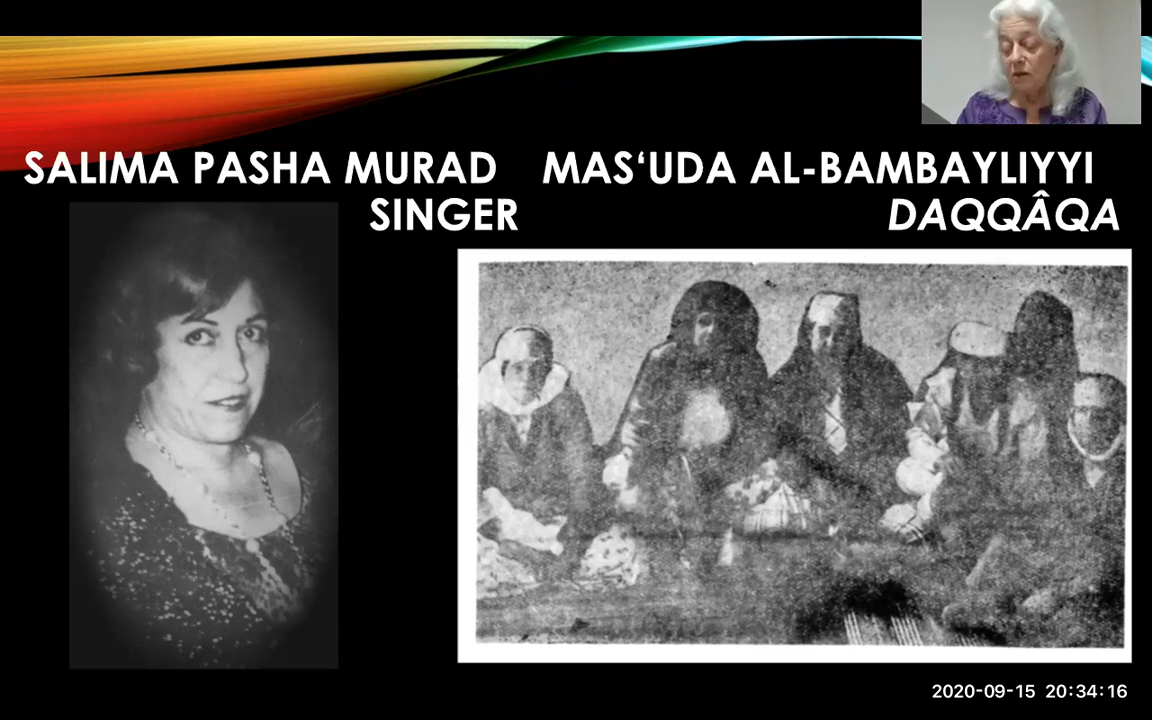 SALIMA PASHA MURAD MAS‘UDA AL-BAMBAYLIYYI
SINGER DAQQÂQA
2020-09-15 20:34:16